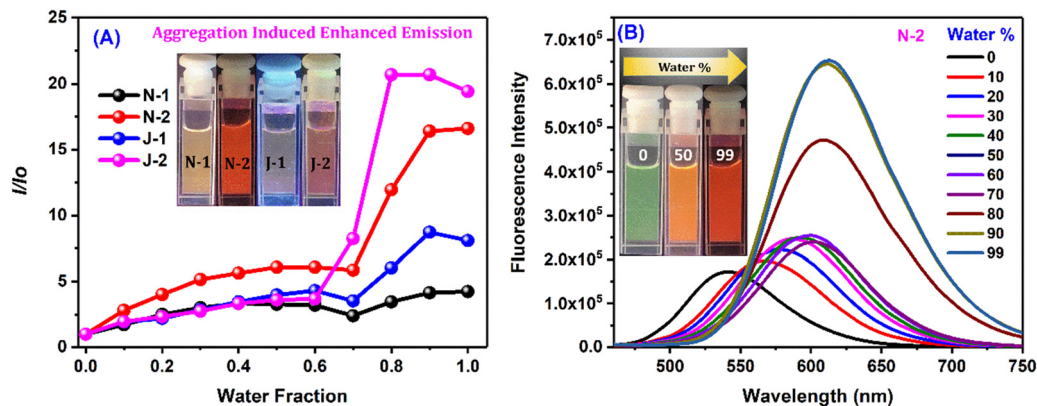 (A)
Aggregation Induced Enhanced Emission
25
20
15
10
5
0
I/Io
N-1
N-2
J-1
J-2
N-1 N-2 J-1 J-2
0.0 0.2 0.4 0.6 0.8 1.0
Water Fraction
(B)
N-2
Water %
0
10
20
30
40
50
60
70
80
90
99
Water %
0 50 99
7.0x10⁵
6.0x10⁵
5.0x10⁵
4.0x10⁵
3.0x10⁵
2.0x10⁵
1.0x10⁵
0.0
Fluorescence Intensity
500 550 600 650 700 750
Wavelength (nm)